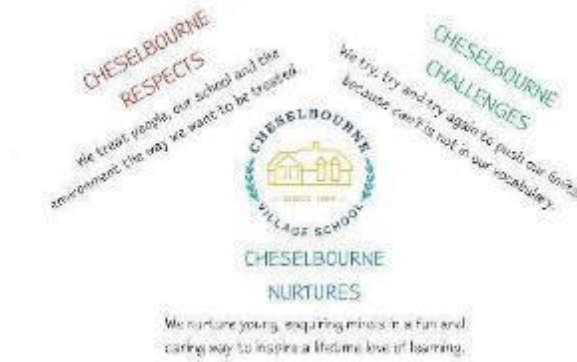 CHESELBOURNE
RESPECTS
We treat people, our school and the
environment the way we want to be treated.
CHESELBOURNE
CHALLENGES
We try, try and try again to push our limits
because can't is not in our vocabulary.
CHESELBOURNE
VILLAGE SCHOOL
CHESELBOURNE
NURTURES
We nurture young, enquiring minds in a fun and
caring way to inspire a lifetime love of learning.